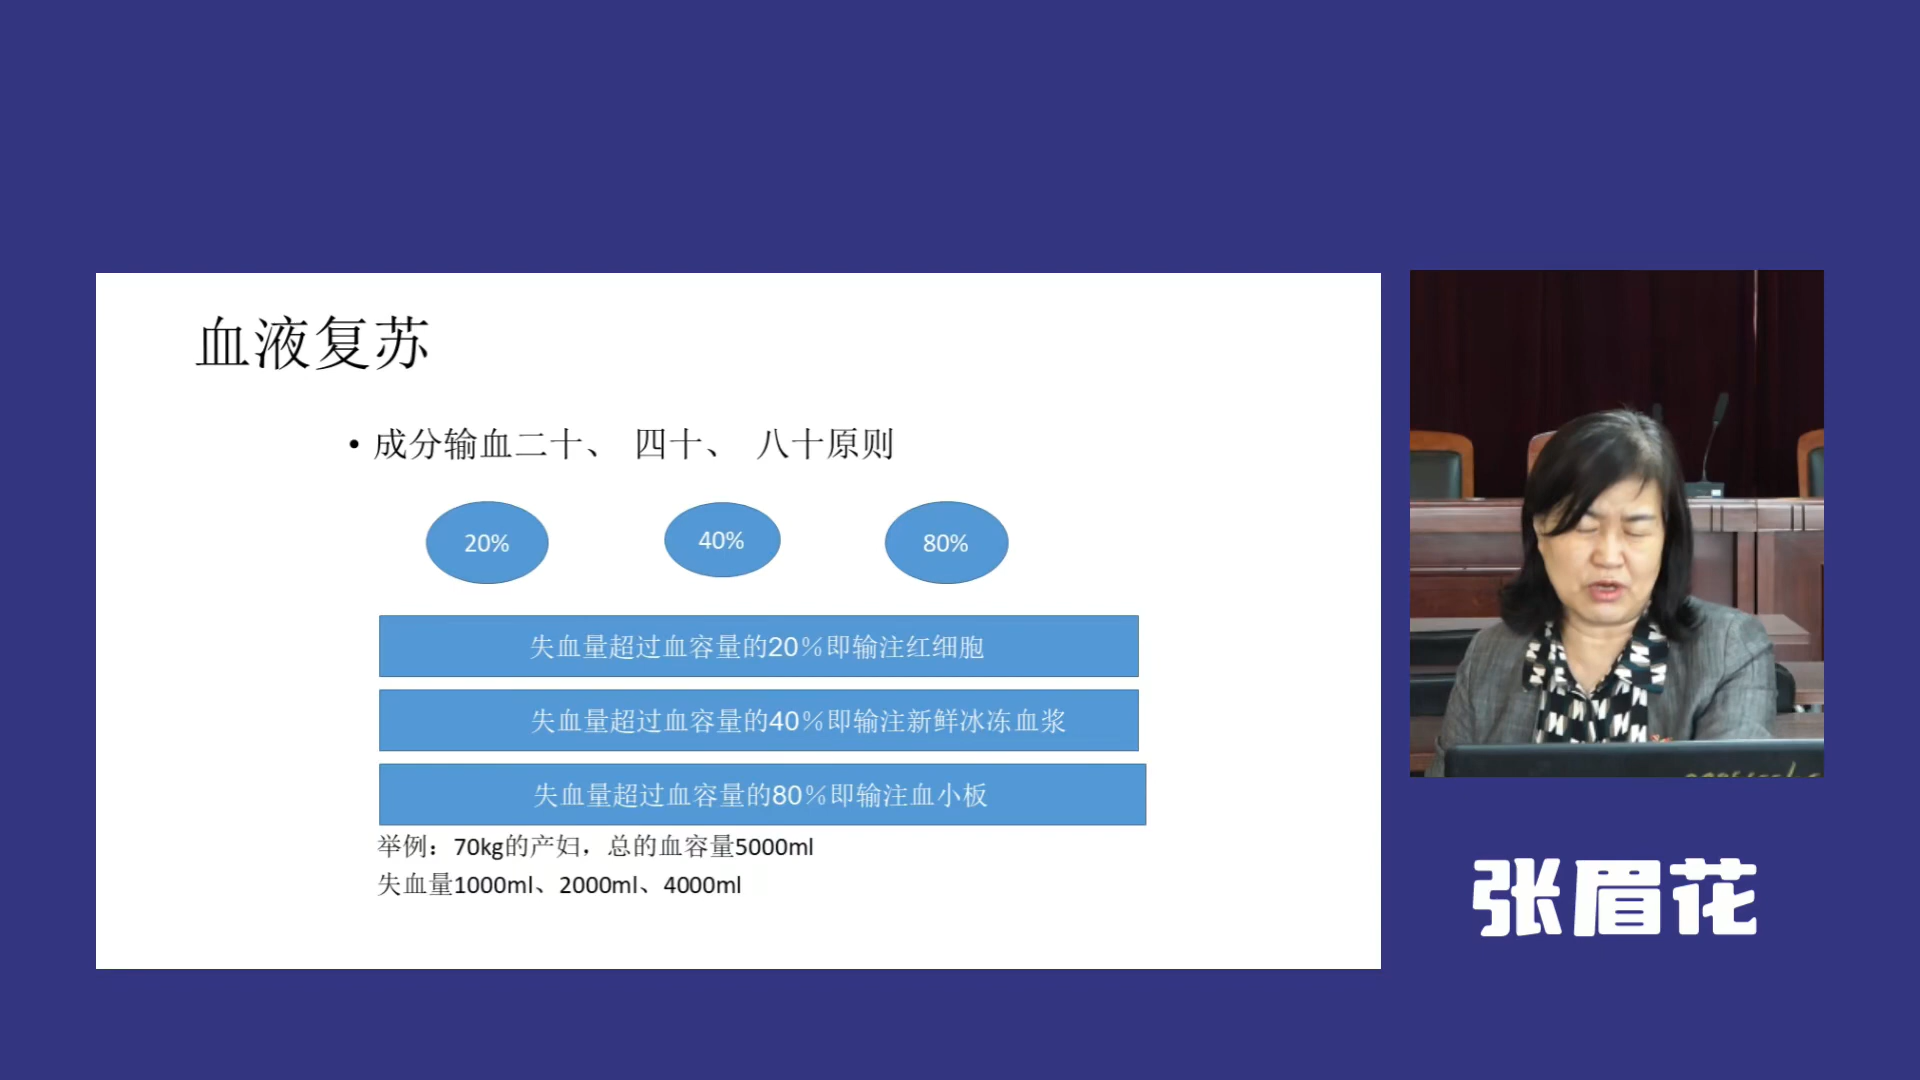 血液复苏
• 成分输血二十、 四十、 八十原则
20%
40%
80%
失血量超过血容量的20%即输注红细胞
失血量超过血容量的40%即输注新鲜冰冻血浆
失血量超过血容量的80%即输注血小板
举例：70kg的产妇，总的血容量5000ml
失血量1000ml、2000ml、4000ml
张眉花